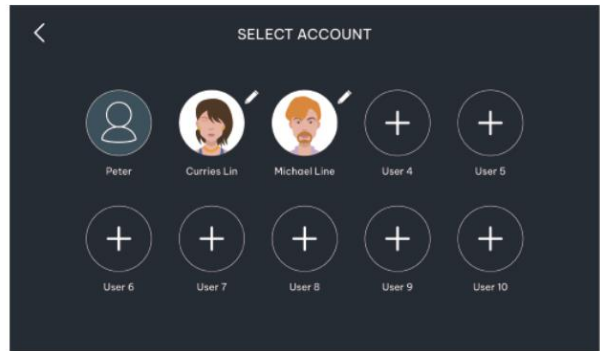 SELECT ACCOUNT
Peter
Curries Lin
Michael Line
User 4
User 5
User 6
User 7
User 8
User 9
User 10